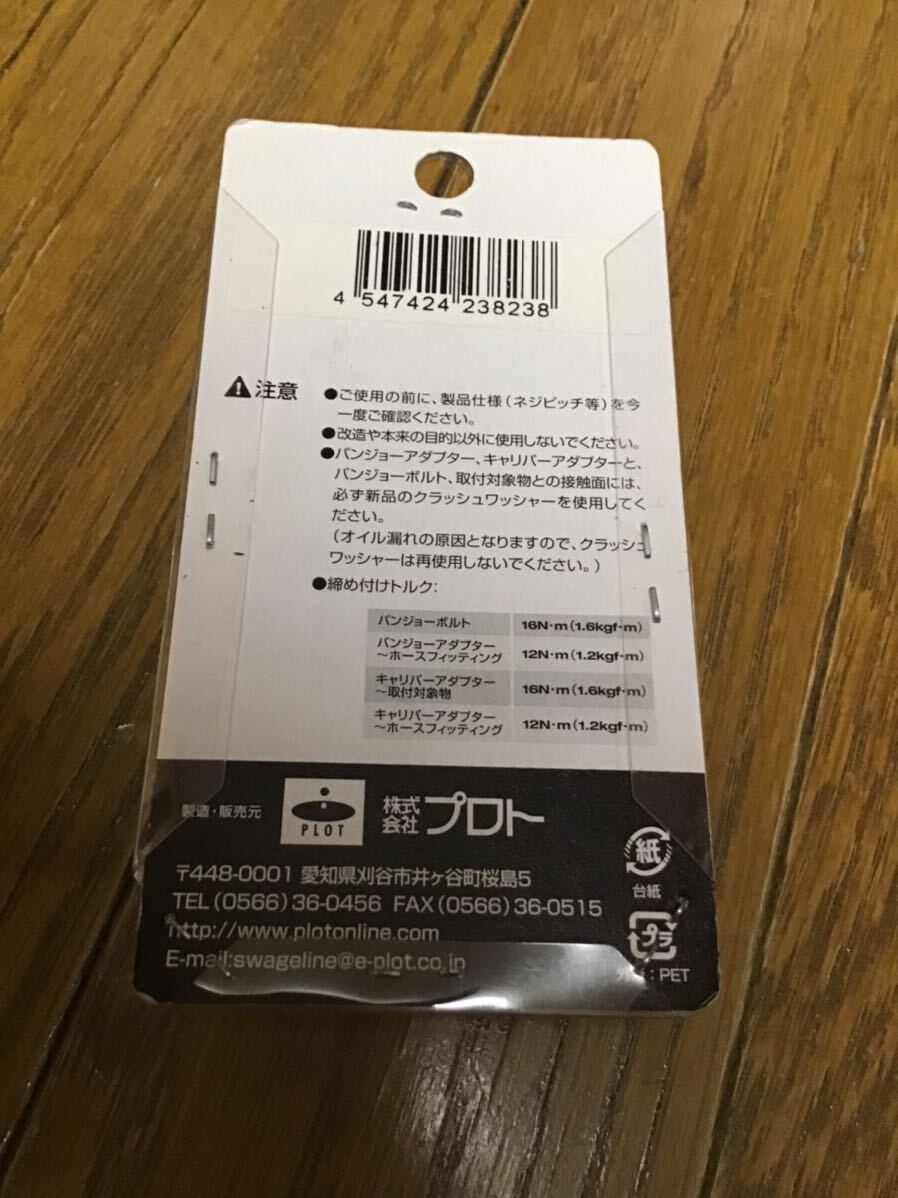 4 547424 238238
注意
●ご使用の前に、製品仕様(ネジピッチ等)を今
一度ご確認ください。
●改造や本来の目的以外に使用しないでください。
●バンジョーアダプター、キャリパーアダプターと、
バンジョーボルト、取付対象物との接触面には、
必ず新品のクラッシュワッシャーを使用してく
ださい。
(オイル漏れの原因となりますので、クラッシュ
ワッシャーは再使用しないでください。)
●締め付けトルク:
バンジョーボルト 16N·m(1.6kgf·m)
バンジョーアダプター
～ホースフィッティング 12N·m(1.2kgf·m)
キャリパーアダプター
～取付対象物 16N·m(1.6kgf·m)
キャリパーアダプター
～ホースフィッティング 12N·m(1.2kgf·m)
製造・販売元
PLOT
株式会社プロト
〒448-0001 愛知県刈谷市井ヶ谷町桜島5
TEL(0566)36-0456 FAX(0566)36-0515
http://www.plotonline.com
E-mail:swageline@e-plot.co.jp
紙
台紙
プラ
: PET